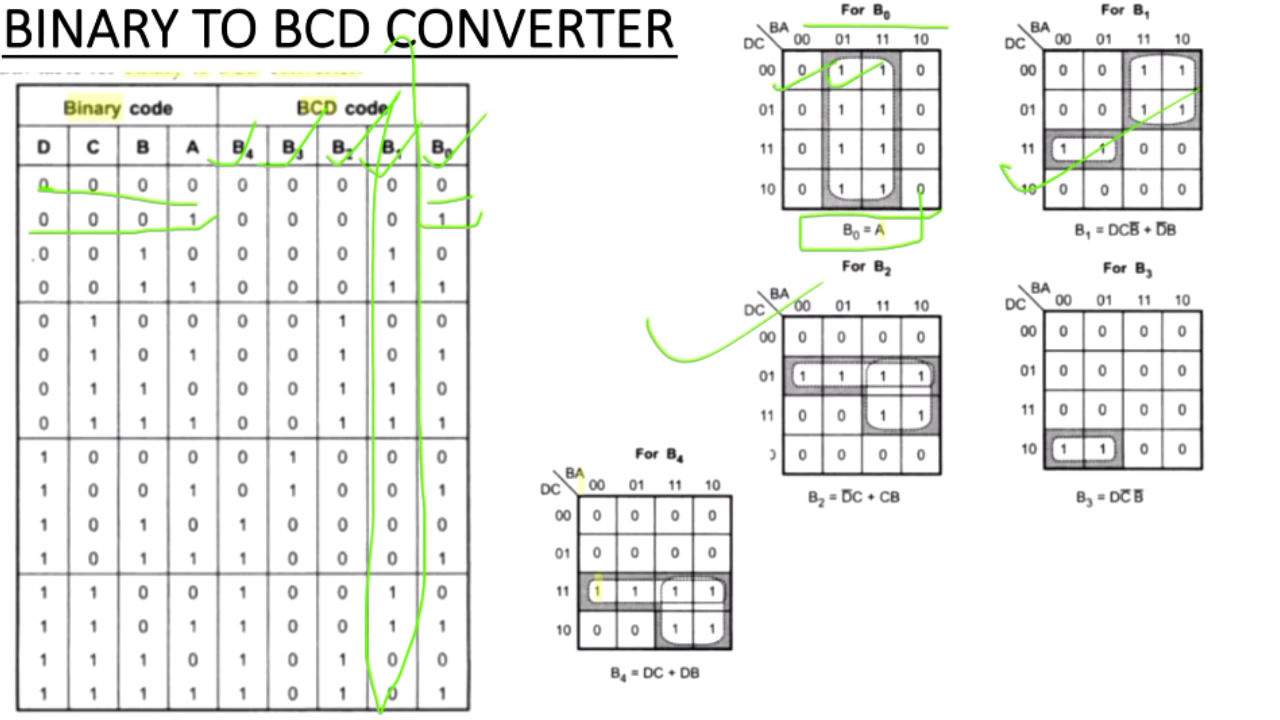 BINARY TO BCD CONVERTER
Binary code BCD code
D C B A B₄ B₃ B₂ B₁ B₀
0 0 0 0 0 0 0 0 0
0 0 0 1 0 0 0 0 1
0 0 1 0 0 0 0 1 0
0 0 1 1 0 0 0 1 1
0 1 0 0 0 0 1 0 0
0 1 0 1 0 0 1 0 1
0 1 1 0 0 0 1 1 0
0 1 1 1 0 0 1 1 1
1 0 0 0 0 1 0 0 0
1 0 0 1 0 1 0 0 1
1 0 1 0 1 0 0 0 0
1 0 1 1 1 0 0 0 1
1 1 0 0 1 0 0 1 0
1 1 0 1 1 0 0 1 1
1 1 1 0 1 0 1 0 0
1 1 1 1 1 0 1 0 1
For B₀
BA
DC 00 01 11 10
00 0 1 1 0
01 0 1 1 0
11 0 1 1 0
10 0 1 1 0
B₀ = A
For B₁
BA
DC 00 01 11 10
00 0 0 1 1
01 0 0 1 1
11 1 1 0 0
10 0 0 0 0
B₁ = DCB̅ + D̅B
For B₂
BA
DC 00 01 11 10
00 0 0 0 0
01 1 1 1 1
11 0 0 1 1
0 0 0 0 0
B₂ = D̅C + CB
For B₃
BA
DC 00 01 11 10
00 0 0 0 0
01 0 0 0 0
11 0 0 0 0
10 1 1 0 0
B₃ = DC̅ B̅
For B₄
BA
DC 00 01 11 10
00 0 0 0 0
01 0 0 0 0
11 1 1 1 1
10 0 0 1 1
B₄ = DC + DB